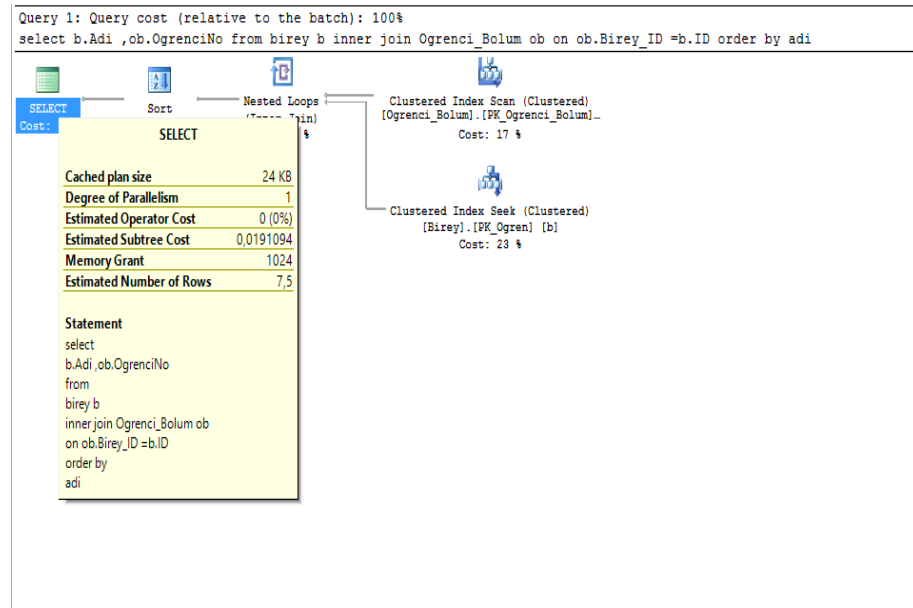 Query 1: Query cost (relative to the batch): 100%
select b.Adi ,ob.OgrenciNo from birey b inner join Ogrenci_Bolum ob on ob.Birey_ID =b.ID order by adi
SELECT
Cost:
Sort
Nested Loops
%
Clustered Index Scan (Clustered)
[Ogrenci_Bolum].[PK_Ogrenci_Bolum]…
Cost: 17 %
Clustered Index Seek (Clustered)
[Birey].[PK_Ogren] [b]
Cost: 23 %
SELECT
Cached plan size 24 KB
Degree of Parallelism 1
Estimated Operator Cost 0 (0%)
Estimated Subtree Cost 0,0191094
Memory Grant 1024
Estimated Number of Rows 7,5
Statement
select
b.Adi ,ob.OgrenciNo
from
birey b
inner join Ogrenci_Bolum ob
on ob.Birey_ID =b.ID
order by
adi